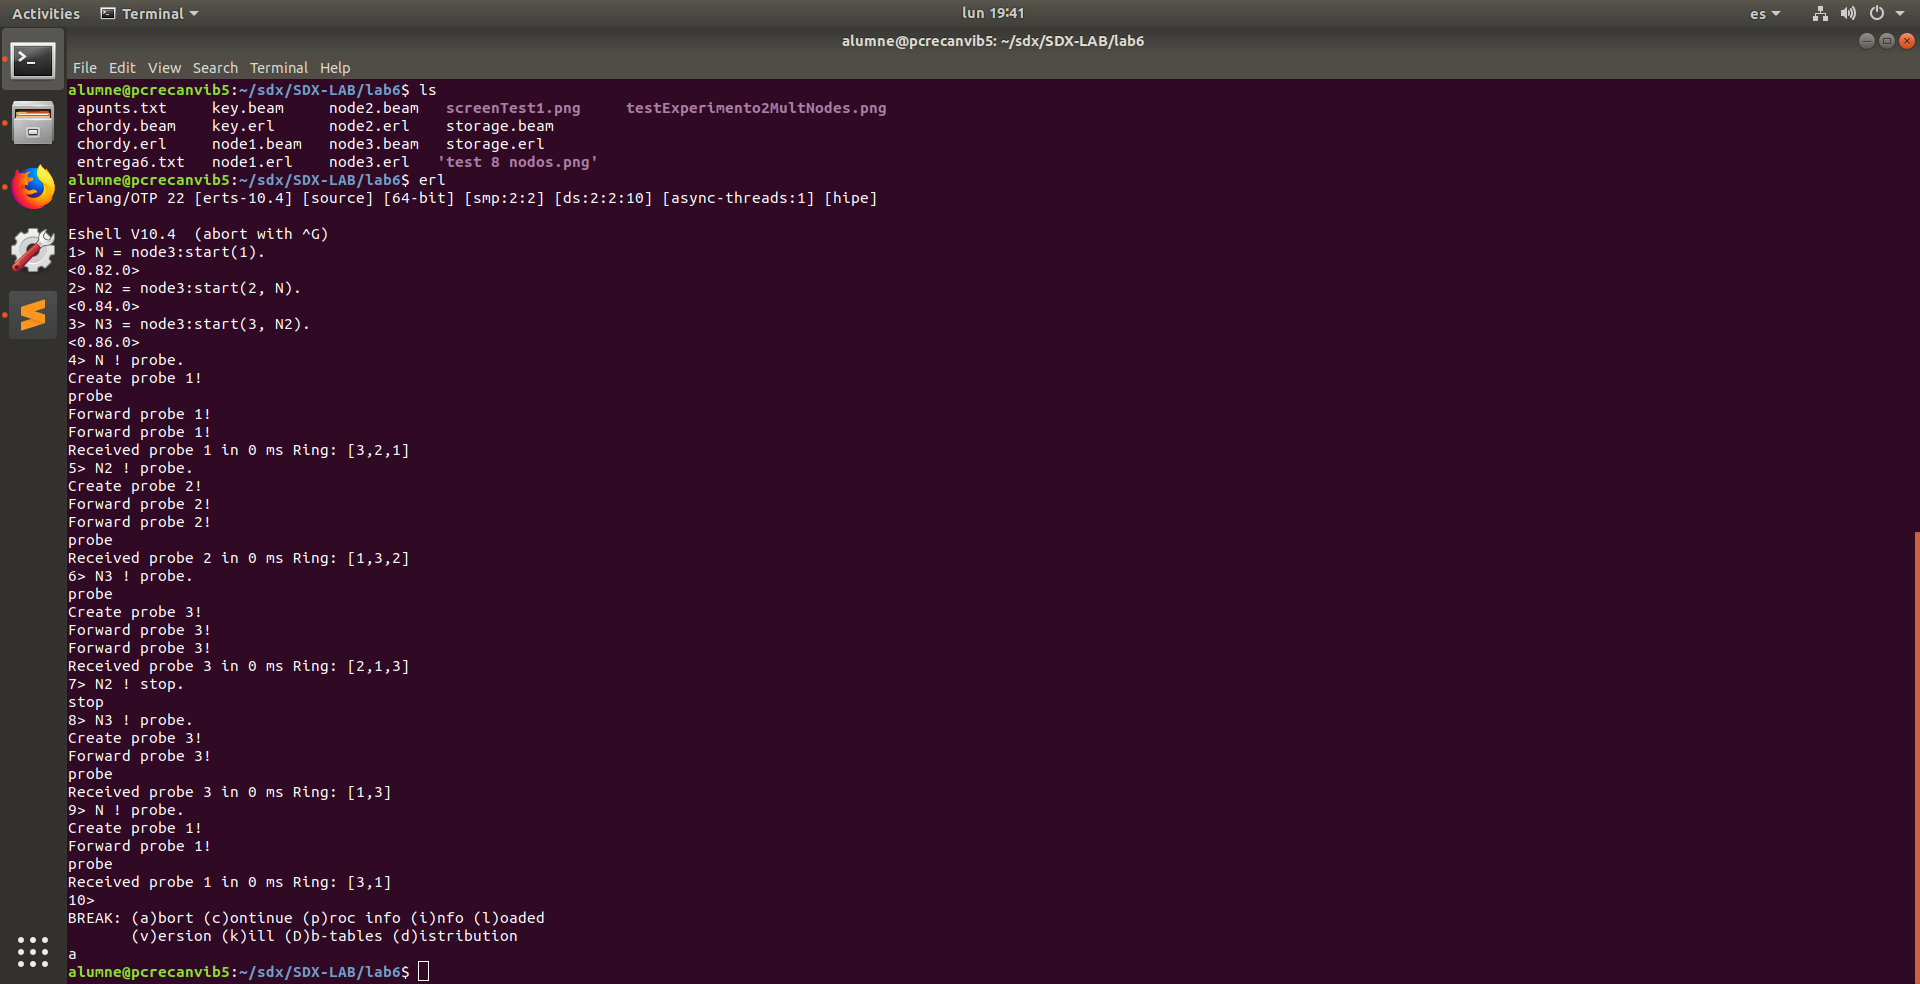 Activities Terminal lun 19:41 es
alumne@pcrecanvib5: ~/sdx/SDX-LAB/lab6
File Edit View Search Terminal Help
alumne@pcrecanvib5:~/sdx/SDX-LAB/lab6$ ls
apunts.txt key.beam node2.beam screenTest1.png testExperimento2MultNodes.png
chordy.beam key.erl node2.erl storage.beam
chordy.erl node1.beam node3.beam storage.erl
entrega6.txt node1.erl node3.erl 'test 8 nodos.png'
alumne@pcrecanvib5:~/sdx/SDX-LAB/lab6$ erl
Erlang/OTP 22 [erts-10.4] [source] [64-bit] [smp:2:2] [ds:2:2:10] [async-threads:1] [hipe]
Eshell V10.4 (abort with ^G)
1> N = node3:start(1).
<0.82.0>
2> N2 = node3:start(2, N).
<0.84.0>
3> N3 = node3:start(3, N2).
<0.86.0>
4> N ! probe.
Create probe 1!
probe
Forward probe 1!
Forward probe 1!
Received probe 1 in 0 ms Ring: [3,2,1]
5> N2 ! probe.
Create probe 2!
Forward probe 2!
Forward probe 2!
probe
Received probe 2 in 0 ms Ring: [1,3,2]
6> N3 ! probe.
probe
Create probe 3!
Forward probe 3!
Forward probe 3!
Received probe 3 in 0 ms Ring: [2,1,3]
7> N2 ! stop.
stop
8> N3 ! probe.
Create probe 3!
Forward probe 3!
probe
Received probe 3 in 0 ms Ring: [1,3]
9> N ! probe.
Create probe 1!
Forward probe 1!
probe
Received probe 1 in 0 ms Ring: [3,1]
10>
BREAK: (a)bort (c)ontinue (p)roc info (i)nfo (l)oaded
(v)ersion (k)ill (D)b-tables (d)istribution
a
alumne@pcrecanvib5:~/sdx/SDX-LAB/lab6$